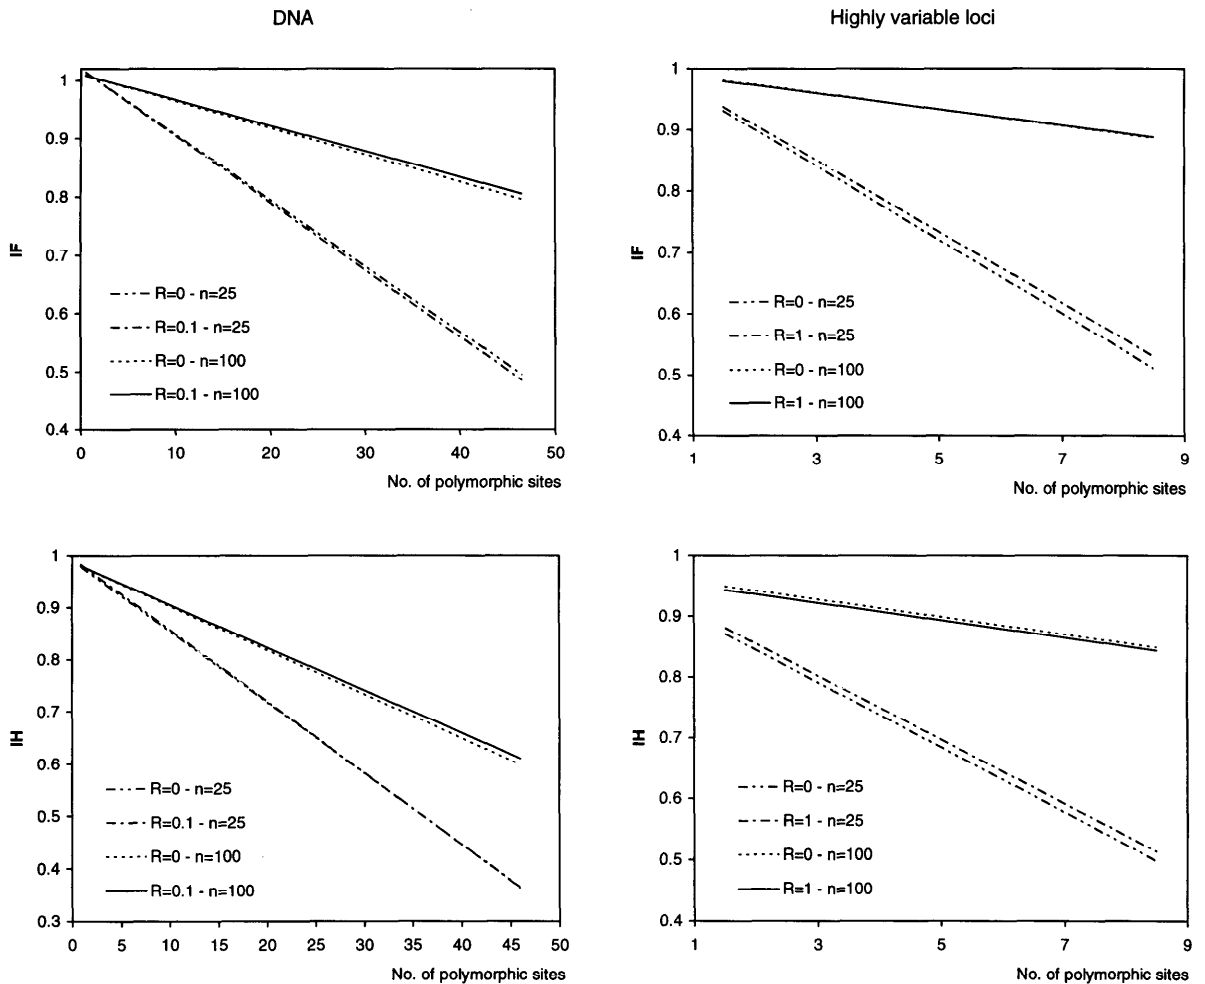 DNA
Highly variable loci
1
0.9
0.8
0.7
0.6
0.5
0.4
IF
R=0 - n=25
R=0.1 - n=25
R=0 - n=100
R=0.1 - n=100
0 10 20 30 40 50
No. of polymorphic sites
1
0.9
0.8
0.7
0.6
0.5
0.4
IF
R=0 - n=25
R=1 - n=25
R=0 - n=100
R=1 - n=100
1 3 5 7 9
No. of polymorphic sites
1
0.9
0.8
0.7
0.6
0.5
0.4
0.3
IH
R=0 - n=25
R=0.1 - n=25
R=0 - n=100
R=0.1 - n=100
0 5 10 15 20 25 30 35 40 45 50
No. of polymorphic sites
1
0.9
0.8
0.7
0.6
0.5
0.4
IH
R=0 - n=25
R=1 - n=25
R=0 - n=100
R=1 - n=100
1 3 5 7 9
No. of polymorphic sites